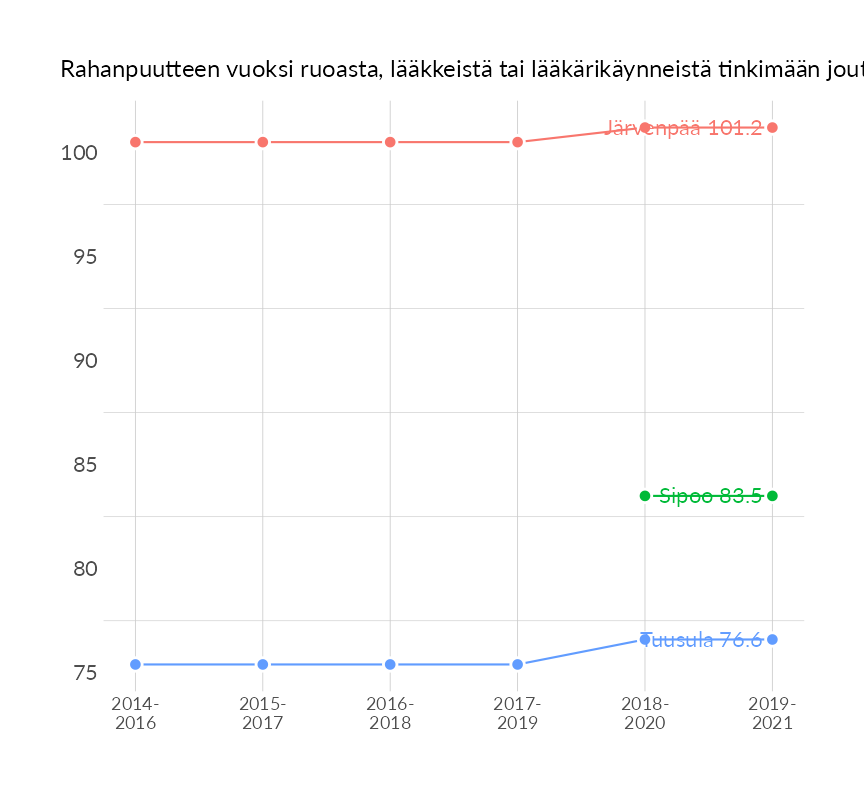 Rahanpuutteen vuoksi ruoasta, lääkkeistä tai lääkärikäynneistä tinkimään
Järvenpää 101.2
100
95
90
85
Sipoo 83.5
80
Tuusula 76.6
75
2014- 2015- 2016- 2017- 2018- 2019-
2016 2017 2018 2019 2020 2021